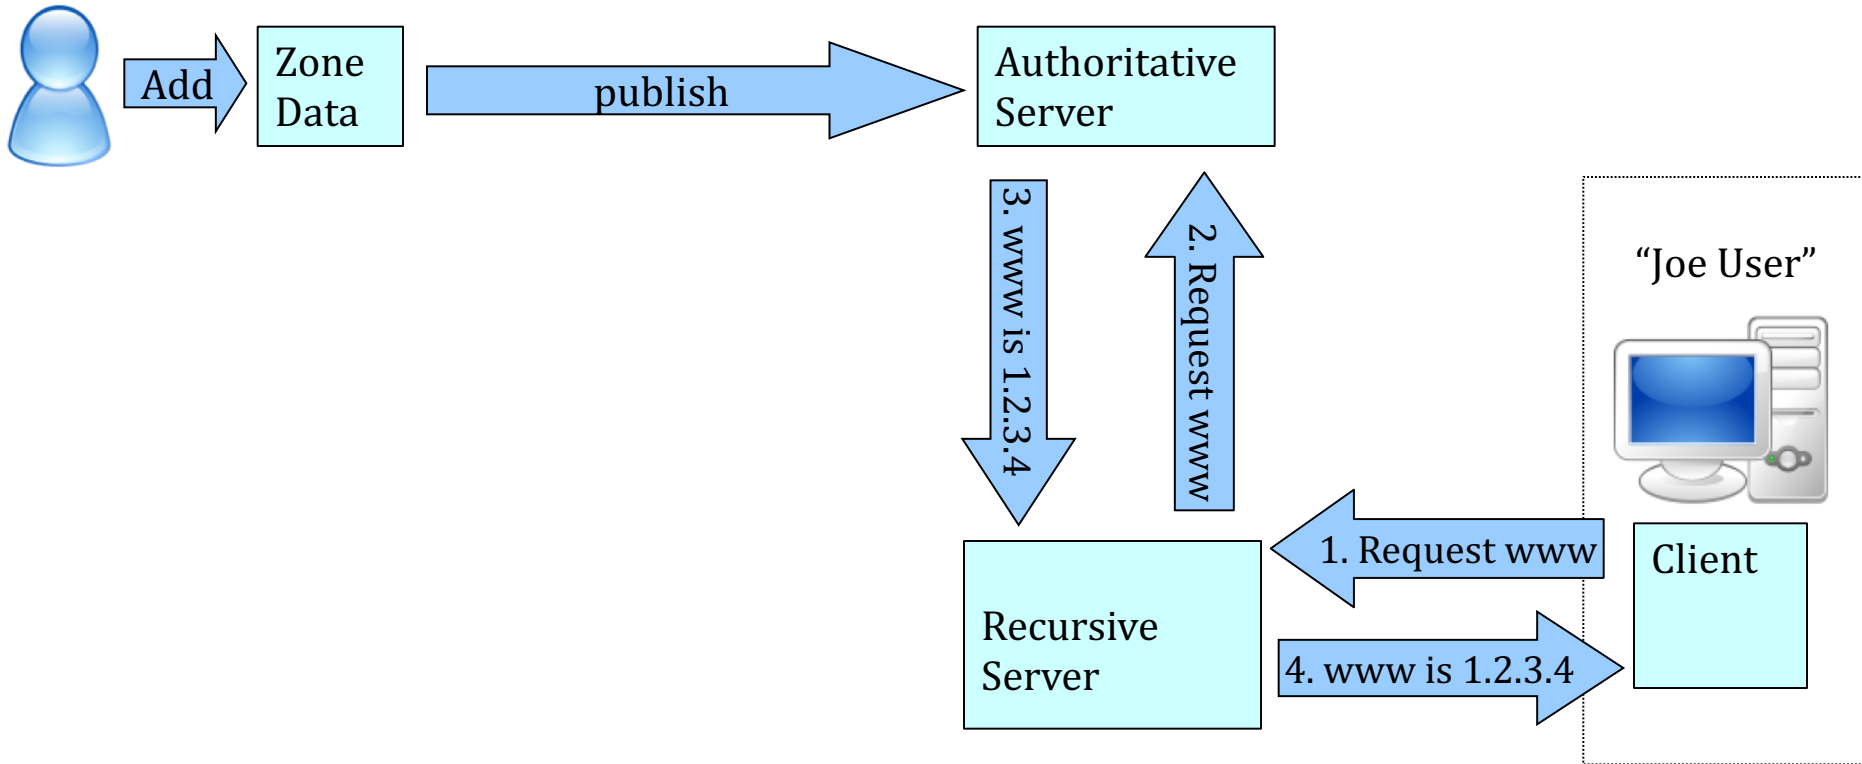 Add
Zone
Data
publish
Authoritative
Server
3. www is 1.2.3.4
2. Request www
“Joe User”
1. Request www
Client
Recursive
Server
4. www is 1.2.3.4